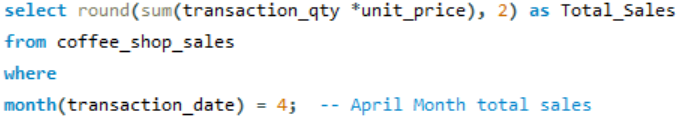 select round(sum(transaction_qty *unit_price), 2) as Total_Sales
from coffee_shop_sales
where
month(transaction_date) = 4;  -- April Month total sales